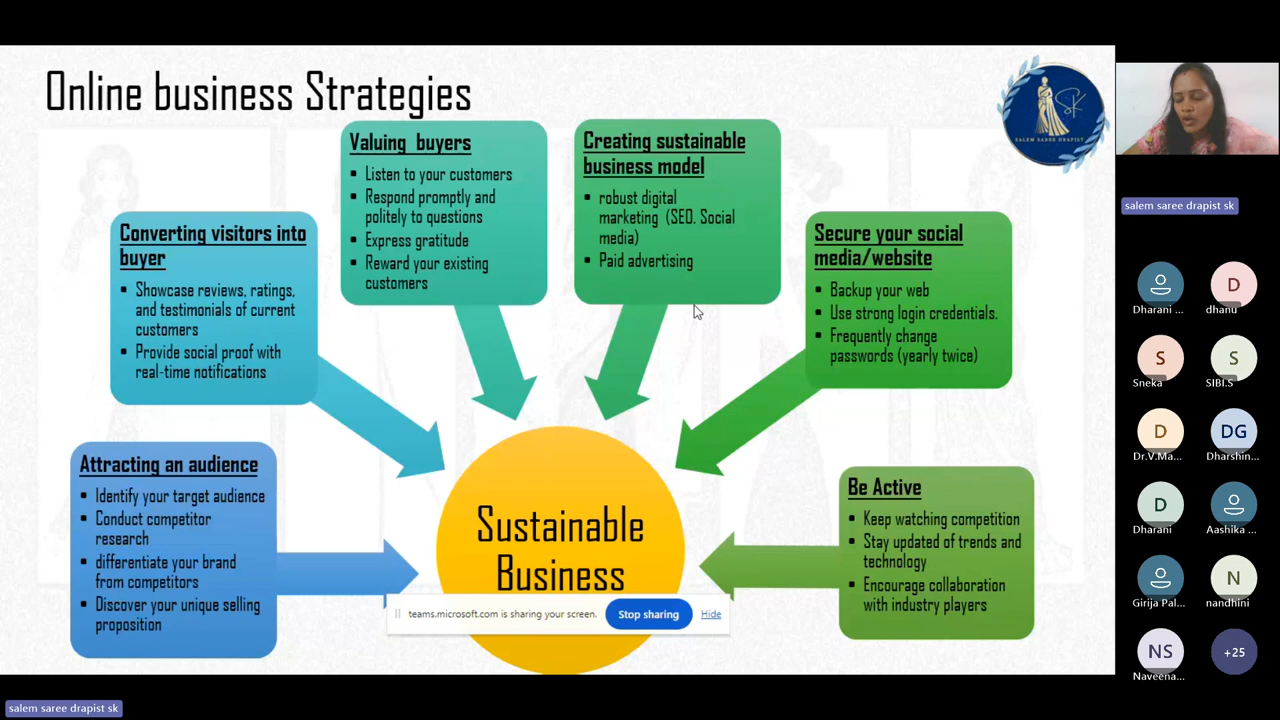 Online business Strategies
SK
SALEM SAREE DRAPIST
Attracting an audience
▪ Identify your target audience
▪ Conduct competitor
research
▪ differentiate your brand
from competitors
▪ Discover your unique selling
proposition
Converting visitors into
buyer
▪ Showcase reviews, ratings,
and testimonials of current
customers
▪ Provide social proof with
real-time notifications
Valuing buyers
▪ Listen to your customers
▪ Respond promptly and
politely to questions
▪ Express gratitude
▪ Reward your existing
customers
Creating sustainable
business model
▪ robust digital
marketing (SEO. Social
media)
▪ Paid advertising
Secure your social
media/website
▪ Backup your web
▪ Use strong login credentials.
▪ Frequently change
passwords (yearly twice)
Be Active
▪ Keep watching competition
▪ Stay updated of trends and
technology
▪ Encourage collaboration
with industry players
Sustainable
Business
teams.microsoft.com is sharing your screen.
Stop sharing
Hide
salem saree drapist sk
Dharani ...
D
dhanu
S
Sneka
S
SIBI.S
D
Dr.V.Ma...
DG
Dharshin...
D
Dharani
Aashika ...
Girija Pal...
N
nandhini
NS
Naveena...
+25
salem saree drapist sk